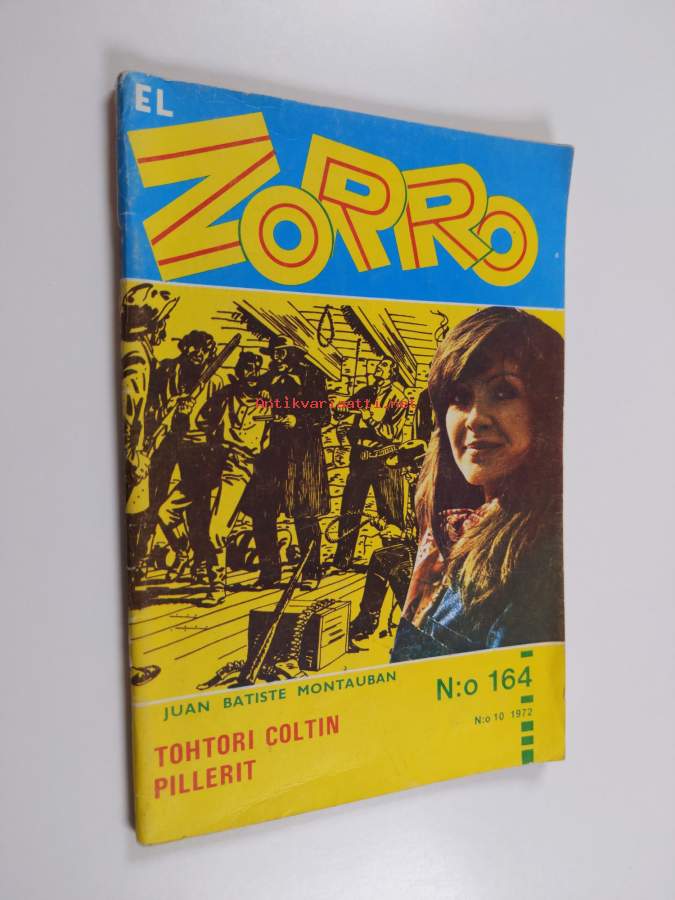 EL
ZORRO
Antikvariaatti.net
JUAN BATISTE MONTAUBAN
N:o 164
N:o 10 1972
TOHTORI COLTIN
PILLERIT